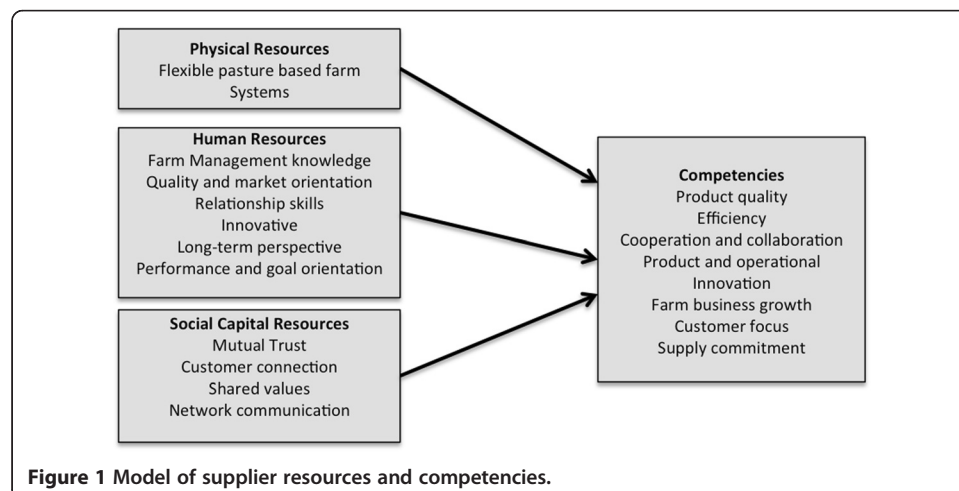 Physical Resources
Flexible pasture based farm
Systems
Human Resources
Farm Management knowledge
Quality and market orientation
Relationship skills
Innovative
Long-term perspective
Performance and goal orientation
Social Capital Resources
Mutual Trust
Customer connection
Shared values
Network communication
Competencies
Product quality
Efficiency
Cooperation and collaboration
Product and operational
Innovation
Farm business growth
Customer focus
Supply commitment
Figure 1 Model of supplier resources and competencies.